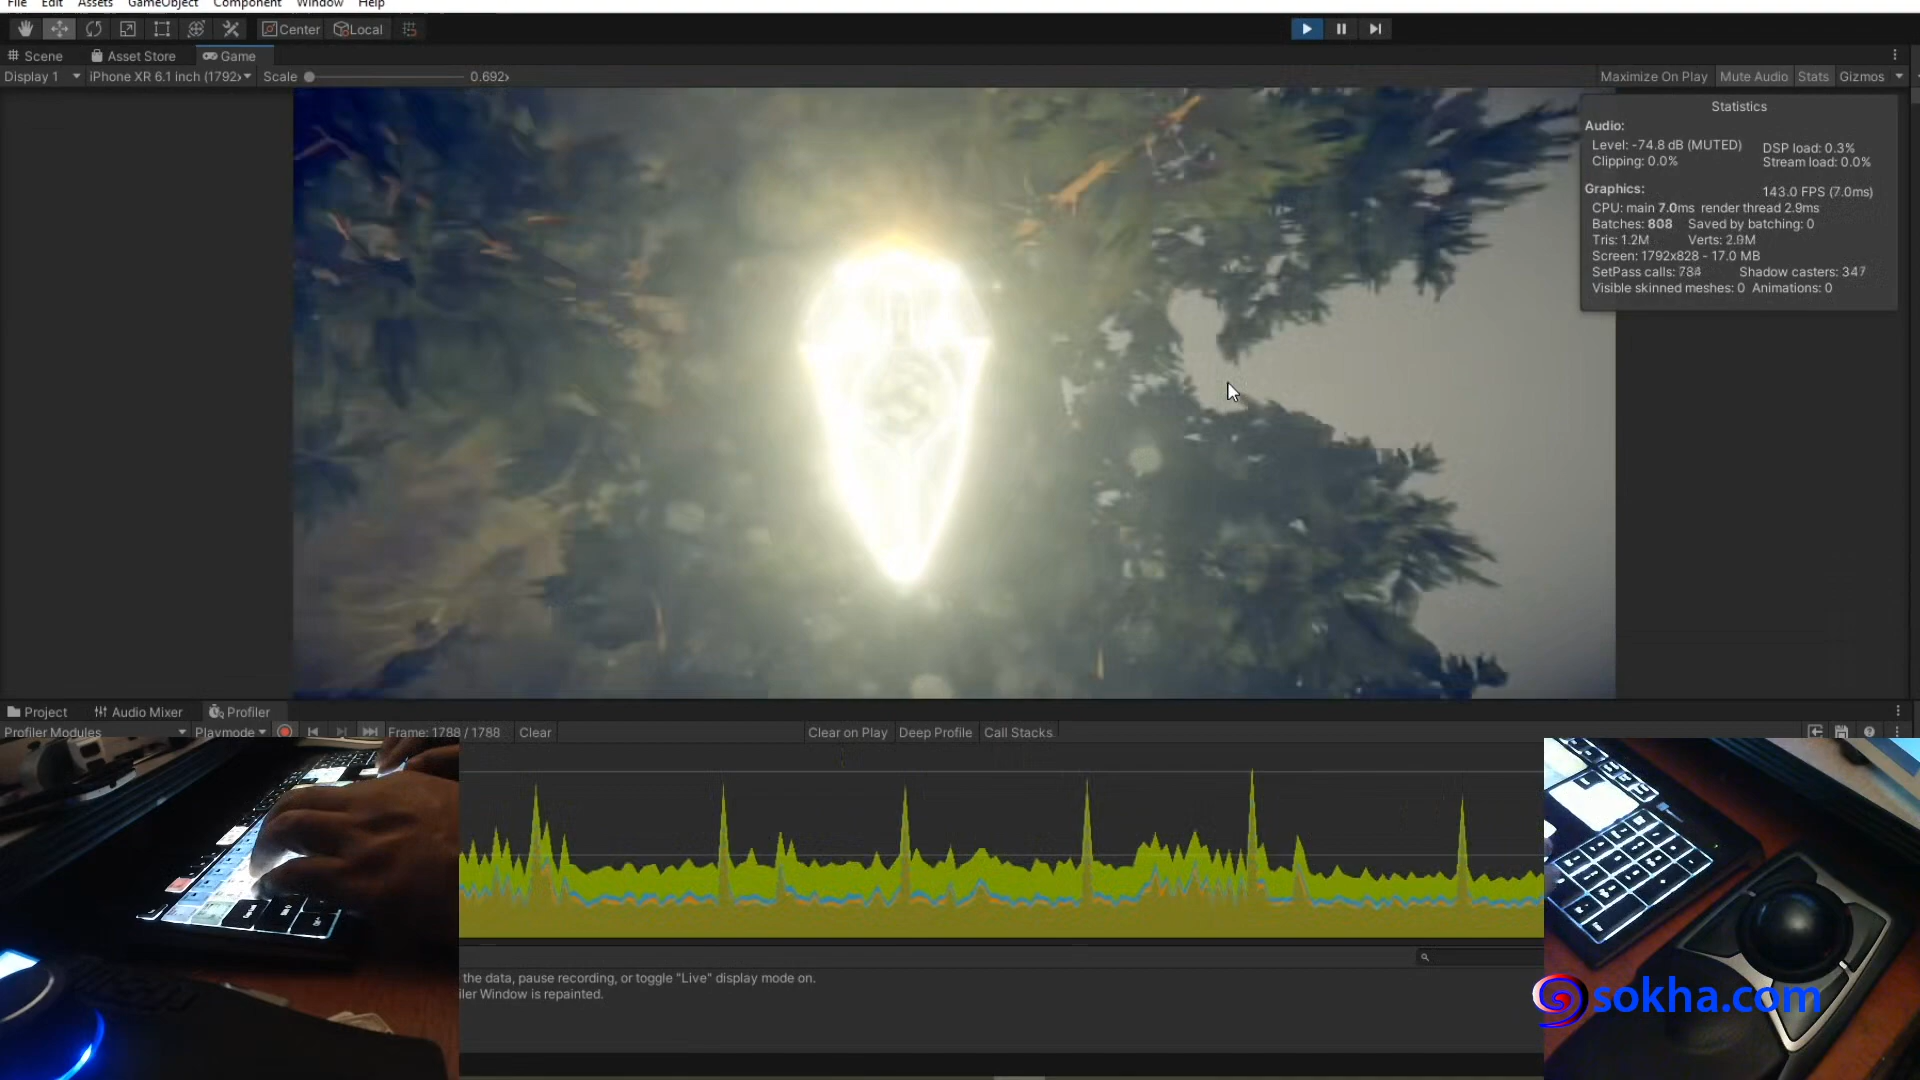 File Edit Assets GameObject Component Window Help
Center Local
Scene Asset Store Game
Display 1 iPhone XR 6.1 inch (1792x Scale 0.692x Maximize On Play Mute Audio Stats Gizmos
Statistics
Audio:
Level: -74.8 dB (MUTED) DSP load: 0.3%
Clipping: 0.0% Stream load: 0.0%
Graphics: 143.0 FPS (7.0ms)
CPU: main 7.0ms render thread 2.9ms
Batches: 808 Saved by batching: 0
Tris: 1.2M Verts: 2.9M
Screen: 1792x828 - 17.0 MB
SetPass calls: 784 Shadow casters: 347
Visible skinned meshes: 0 Animations: 0
Project Audio Mixer Profiler
Profiler Modules Playmode Frame: 1788 / 1788 Clear Clear on Play Deep Profile Call Stacks
the data, pause recording, or toggle "Live" display mode on.
iler Window is repainted.
sokha.com